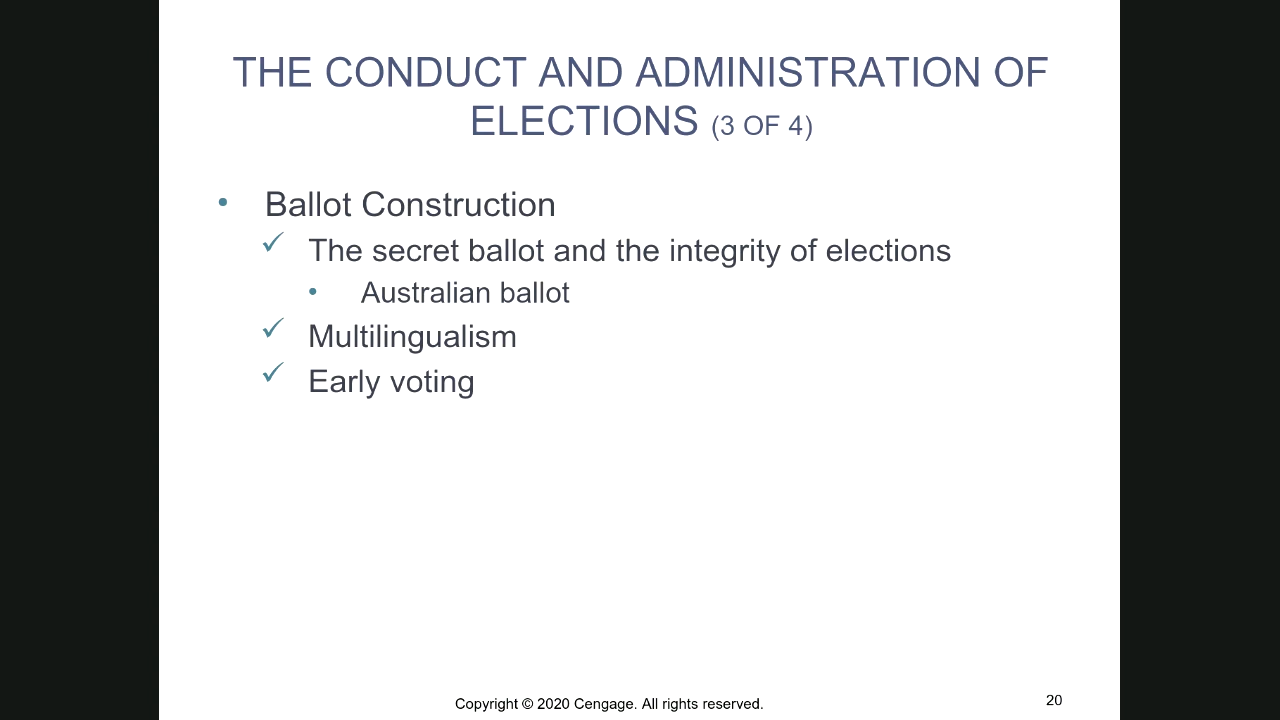 THE CONDUCT AND ADMINISTRATION OF
ELECTIONS (3 OF 4)
• Ballot Construction
✓ The secret ballot and the integrity of elections
• Australian ballot
✓ Multilingualism
✓ Early voting
Copyright © 2020 Cengage. All rights reserved.
20